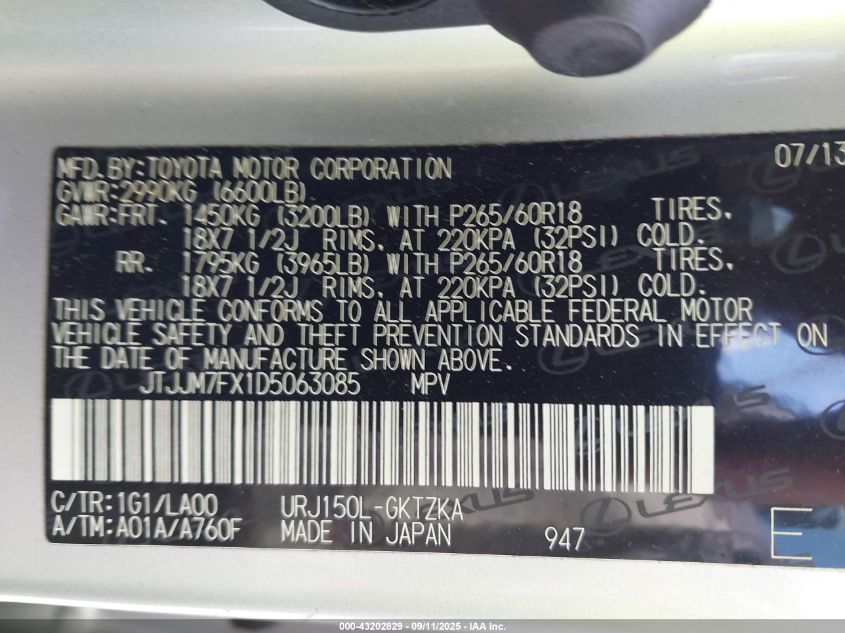 MFD.BY:TOYOTA MOTOR CORPORATION 07/13
GVWR:2990KG (6600LB)
GAWR:FRT. 1450KG (3200LB) WITH P265/60R18 TIRES,
18X7 1/2J RIMS, AT 220KPA (32PSI) COLD.
RR. 1795KG (3965LB) WITH P265/60R18 TIRES,
18X7 1/2J RIMS, AT 220KPA (32PSI) COLD.
THIS VEHICLE CONFORMS TO ALL APPLICABLE FEDERAL MOTOR
VEHICLE SAFETY AND THEFT PREVENTION STANDARDS IN EFFECT ON
THE DATE OF MANUFACTURE SHOWN ABOVE.
JTJJM7FX1D5063085 MPV
C/TR:1G1/LA00 URJ150L-GKTZKA
A/TM:A01A/A760F MADE IN JAPAN 947 E
LEXUS
000-43202829 - 09/11/2025 - IAA Inc.